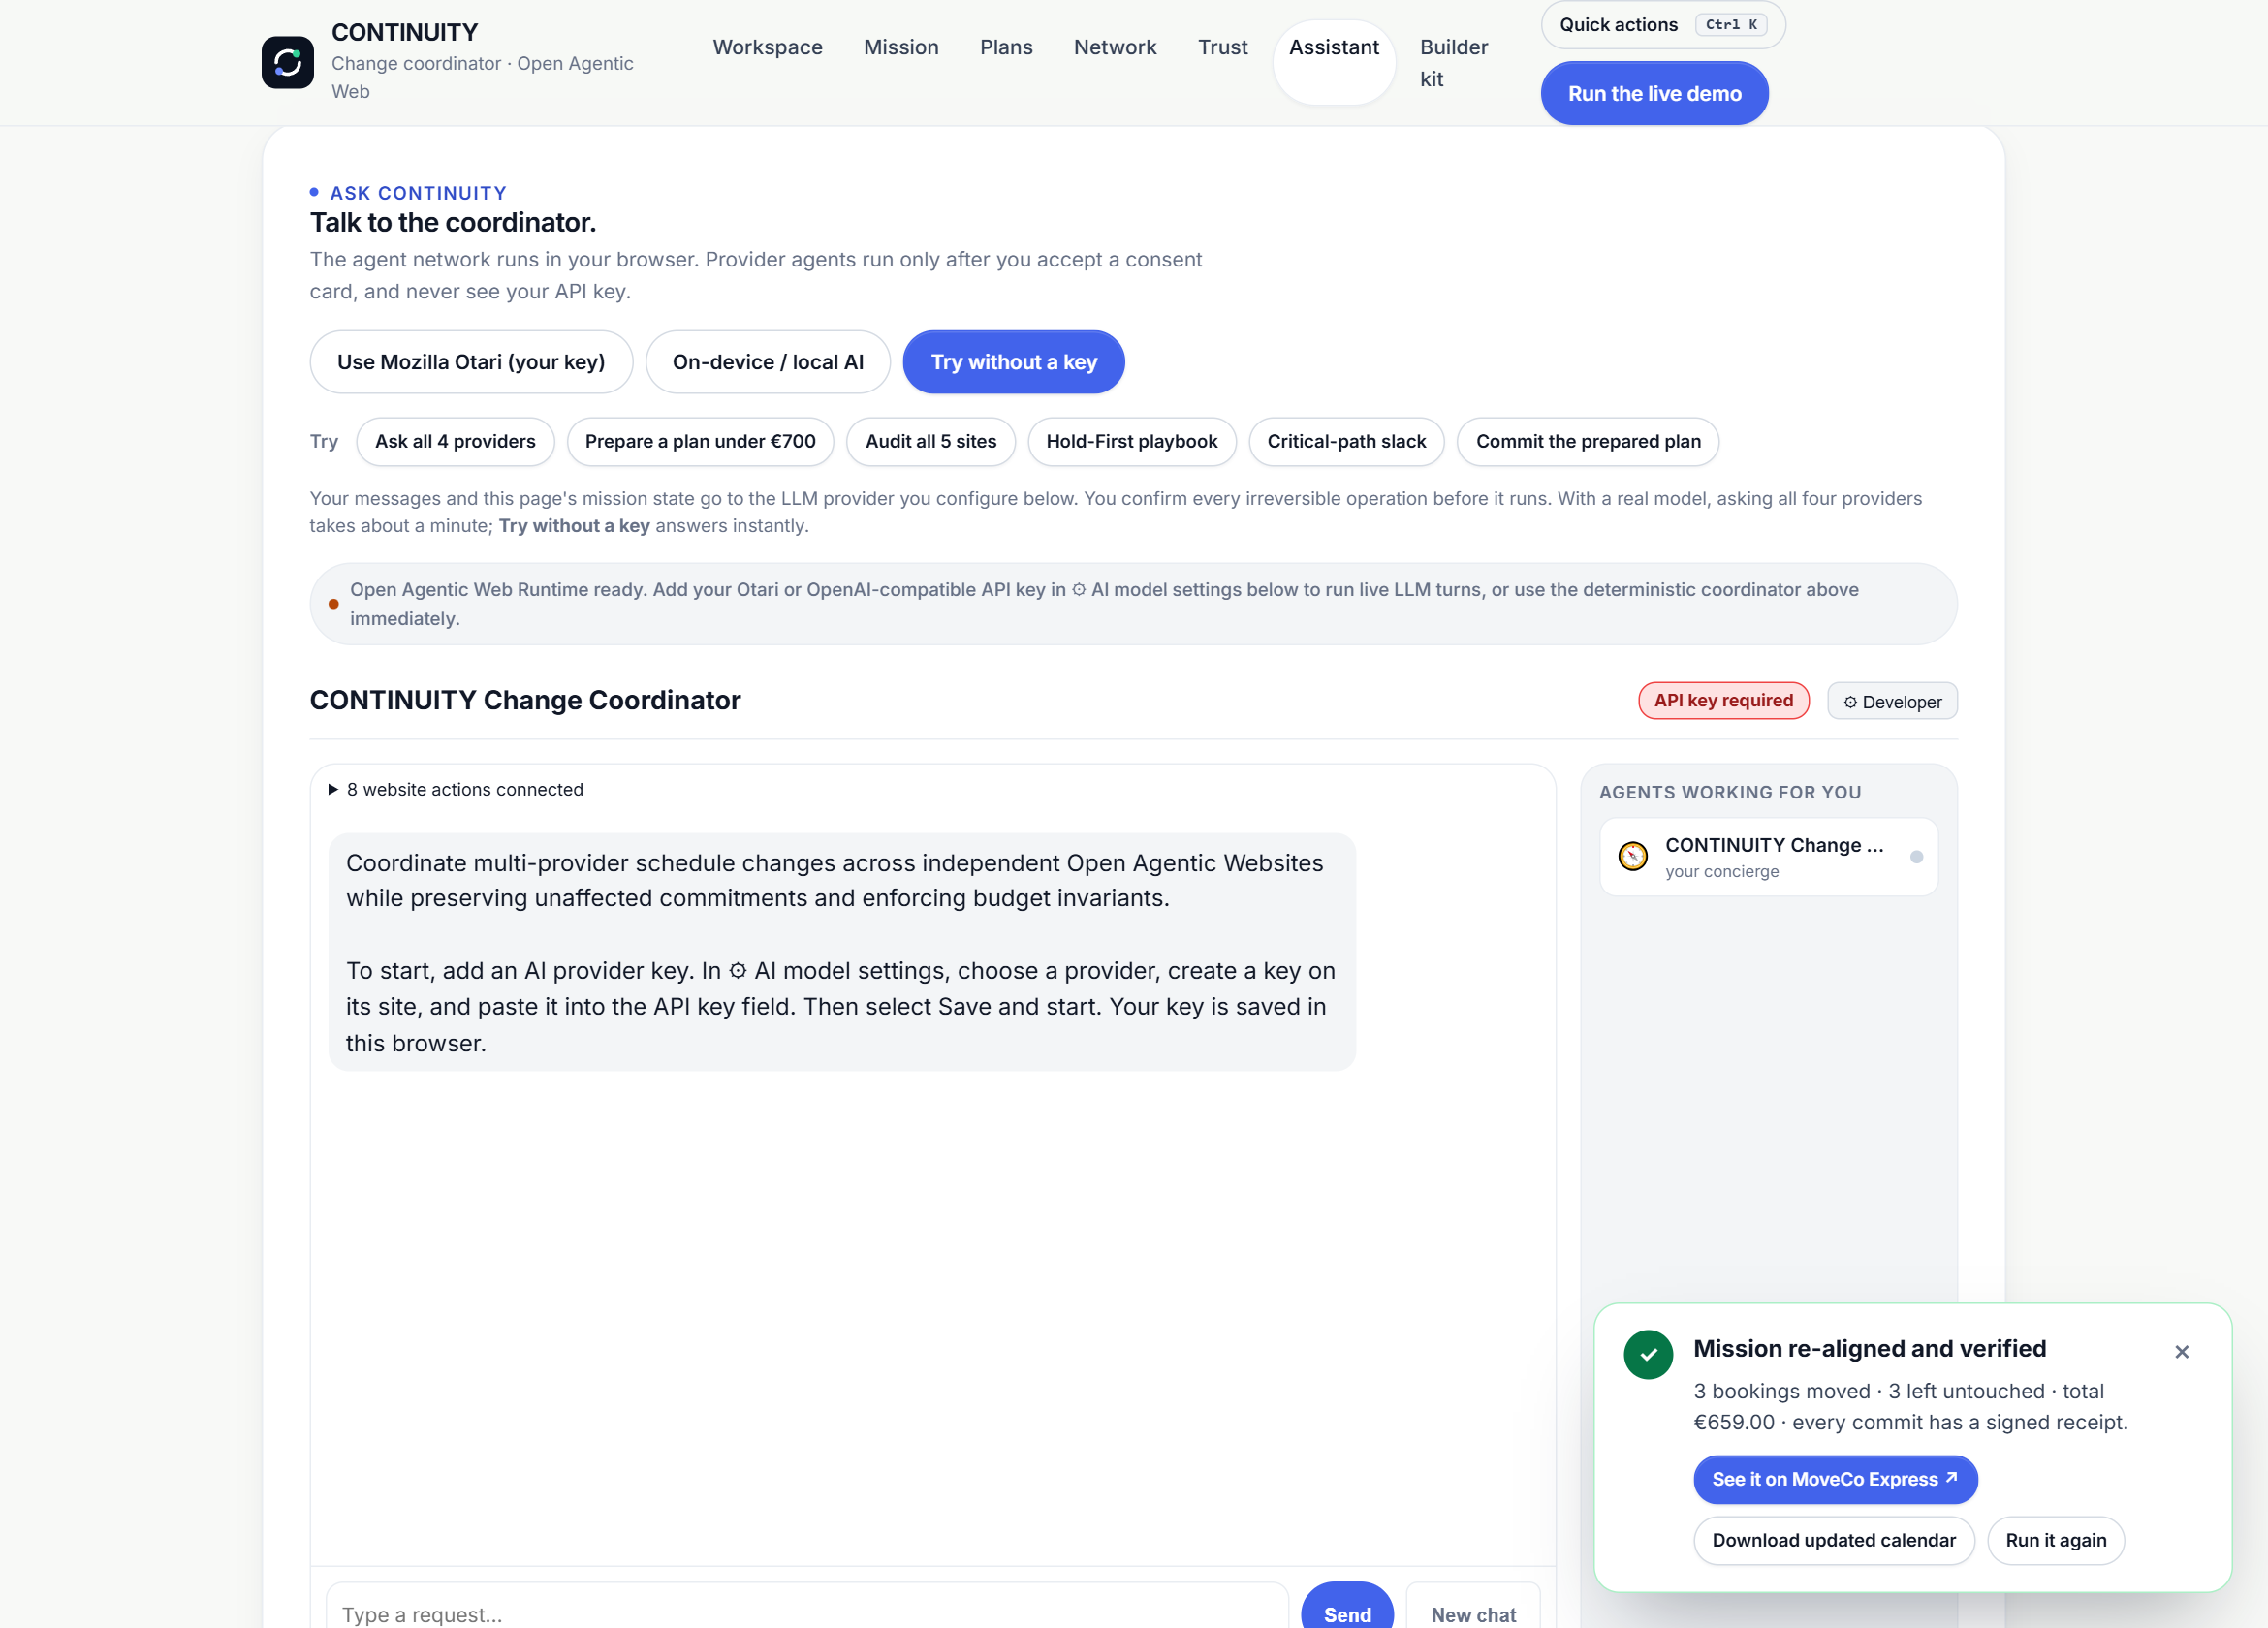 CONTINUITY
Change coordinator · Open Agentic
Web
Workspace
Mission
Plans
Network
Trust
Assistant
Builder
kit
Quick actions Ctrl K
Run the live demo
ASK CONTINUITY
Talk to the coordinator.
The agent network runs in your browser. Provider agents run only after you accept a consent
card, and never see your API key.
Use Mozilla Otari (your key)
On-device / local AI
Try without a key
Try
Ask all 4 providers
Prepare a plan under €700
Audit all 5 sites
Hold-First playbook
Critical-path slack
Commit the prepared plan
Your messages and this page's mission state go to the LLM provider you configure below. You confirm every irreversible operation before it runs. With a real model, asking all four providers
takes about a minute; Try without a key answers instantly.
Open Agentic Web Runtime ready. Add your Otari or OpenAI-compatible API key in ⚙ AI model settings below to run live LLM turns, or use the deterministic coordinator above
immediately.
CONTINUITY Change Coordinator
API key required
⚙ Developer
▶ 8 website actions connected
Coordinate multi-provider schedule changes across independent Open Agentic Websites
while preserving unaffected commitments and enforcing budget invariants.
To start, add an AI provider key. In ⚙ AI model settings, choose a provider, create a key on
its site, and paste it into the API key field. Then select Save and start. Your key is saved in
this browser.
AGENTS WORKING FOR YOU
CONTINUITY Change ...
your concierge
Mission re-aligned and verified
3 bookings moved · 3 left untouched · total
€659.00 · every commit has a signed receipt.
See it on MoveCo Express ↗
Download updated calendar
Run it again
Type a request...
Send
New chat